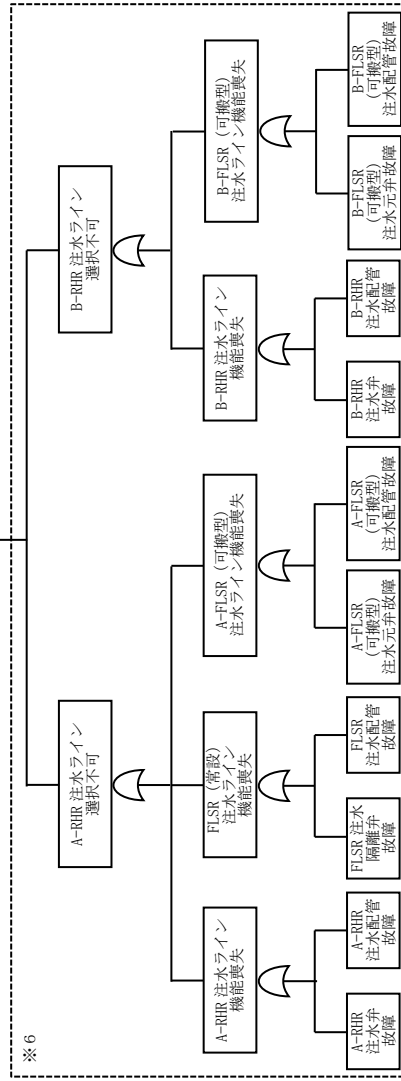 ※6
A-RHR 注水ライン
選択不可
B-RHR 注水ライン
選択不可
A-RHR 注水ライン
機能喪失
FLSR (常設)
注水ライン
機能喪失
A-FLSR (可搬型)
注水ライン機能喪失
B-RHR 注水ライン
機能喪失
B-FLSR (可搬型)
注水ライン機能喪失
A-RHR
注水弁
故障
A-RHR
注水配管
故障
FLSR 注水
隔離弁
故障
FLSR
注水配管
故障
A-FLSR
(可搬型)
注水元弁故障
A-FLSR
(可搬型)
注水配管故障
B-RHR
注水弁
故障
B-RHR
注水配管
故障
B-FLSR
(可搬型)
注水元弁故障
B-FLSR
(可搬型)
注水配管故障